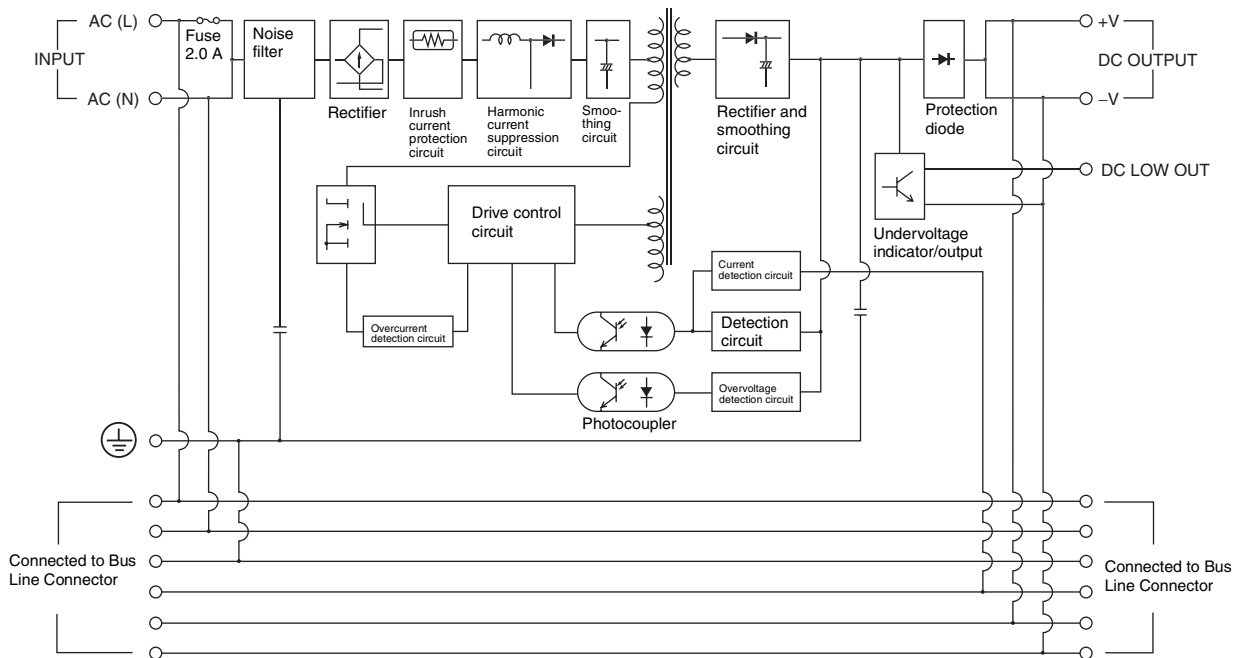 AC (L)
INPUT
AC (N)
Fuse
2.0 A
Noise
filter
Rectifier
Inrush
current
protection
circuit
Harmonic
current
suppression
circuit
Smoo-
thing
circuit
Rectifier and
smoothing
circuit
Protection
diode
+V
DC OUTPUT
–V
DC LOW OUT
Undervoltage
indicator/output
Drive control
circuit
Overcurrent
detection circuit
Current
detection circuit
Detection
circuit
Overvoltage
detection circuit
Photocoupler
Connected to Bus
Line Connector
Connected to Bus
Line Connector